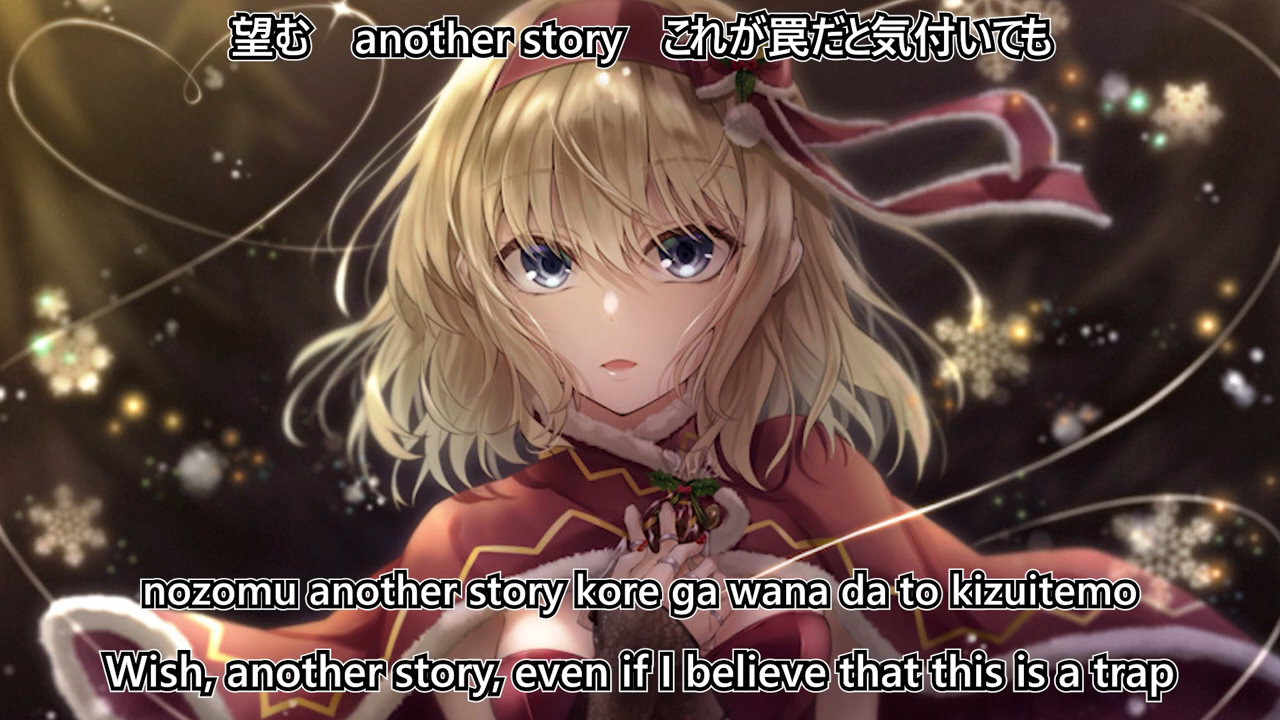 望む　another story　これが罠だと気付いても
nozomu another story kore ga wana da to kizuitemo
Wish, another story, even if I believe that this is a trap